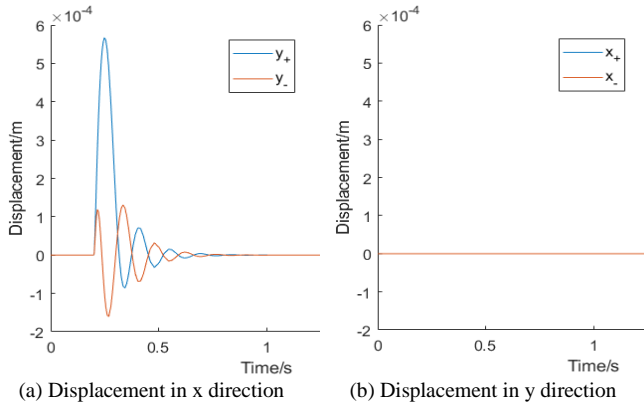 ×10⁻⁴
6
5
4
3
2
1
0
-1
-2
Displacement/m
y₊
y₋
0
0.5
1
Time/s
(a) Displacement in x direction
×10⁻⁴
6
5
4
3
2
1
0
-1
-2
Displacement/m
x₊
x₋
0
0.5
1
Time/s
(b) Displacement in y direction